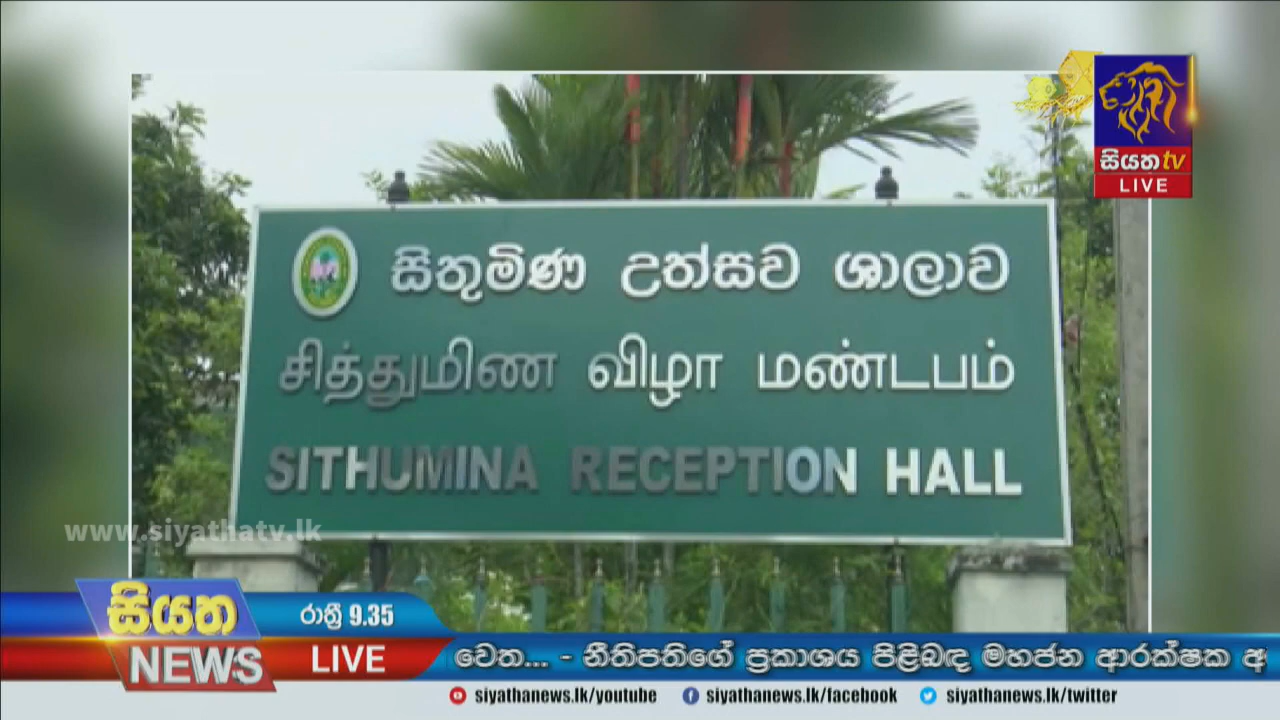 සියත tv
LIVE
සිතුමිණ උත්සව ශාලාව
சித்துமிண விழா மண்டபம்
SITHUMINA RECEPTION HALL
www.siyathatv.lk
සියත
NEWS
රාත්‍රී 9.35
LIVE
වෙත... - නීතිපතිගේ ප්‍රකාශය පිළිබඳ මහජන ආරක්ෂක
siyathanews.lk/youtube siyathanews.lk/facebook siyathanews.lk/twitter